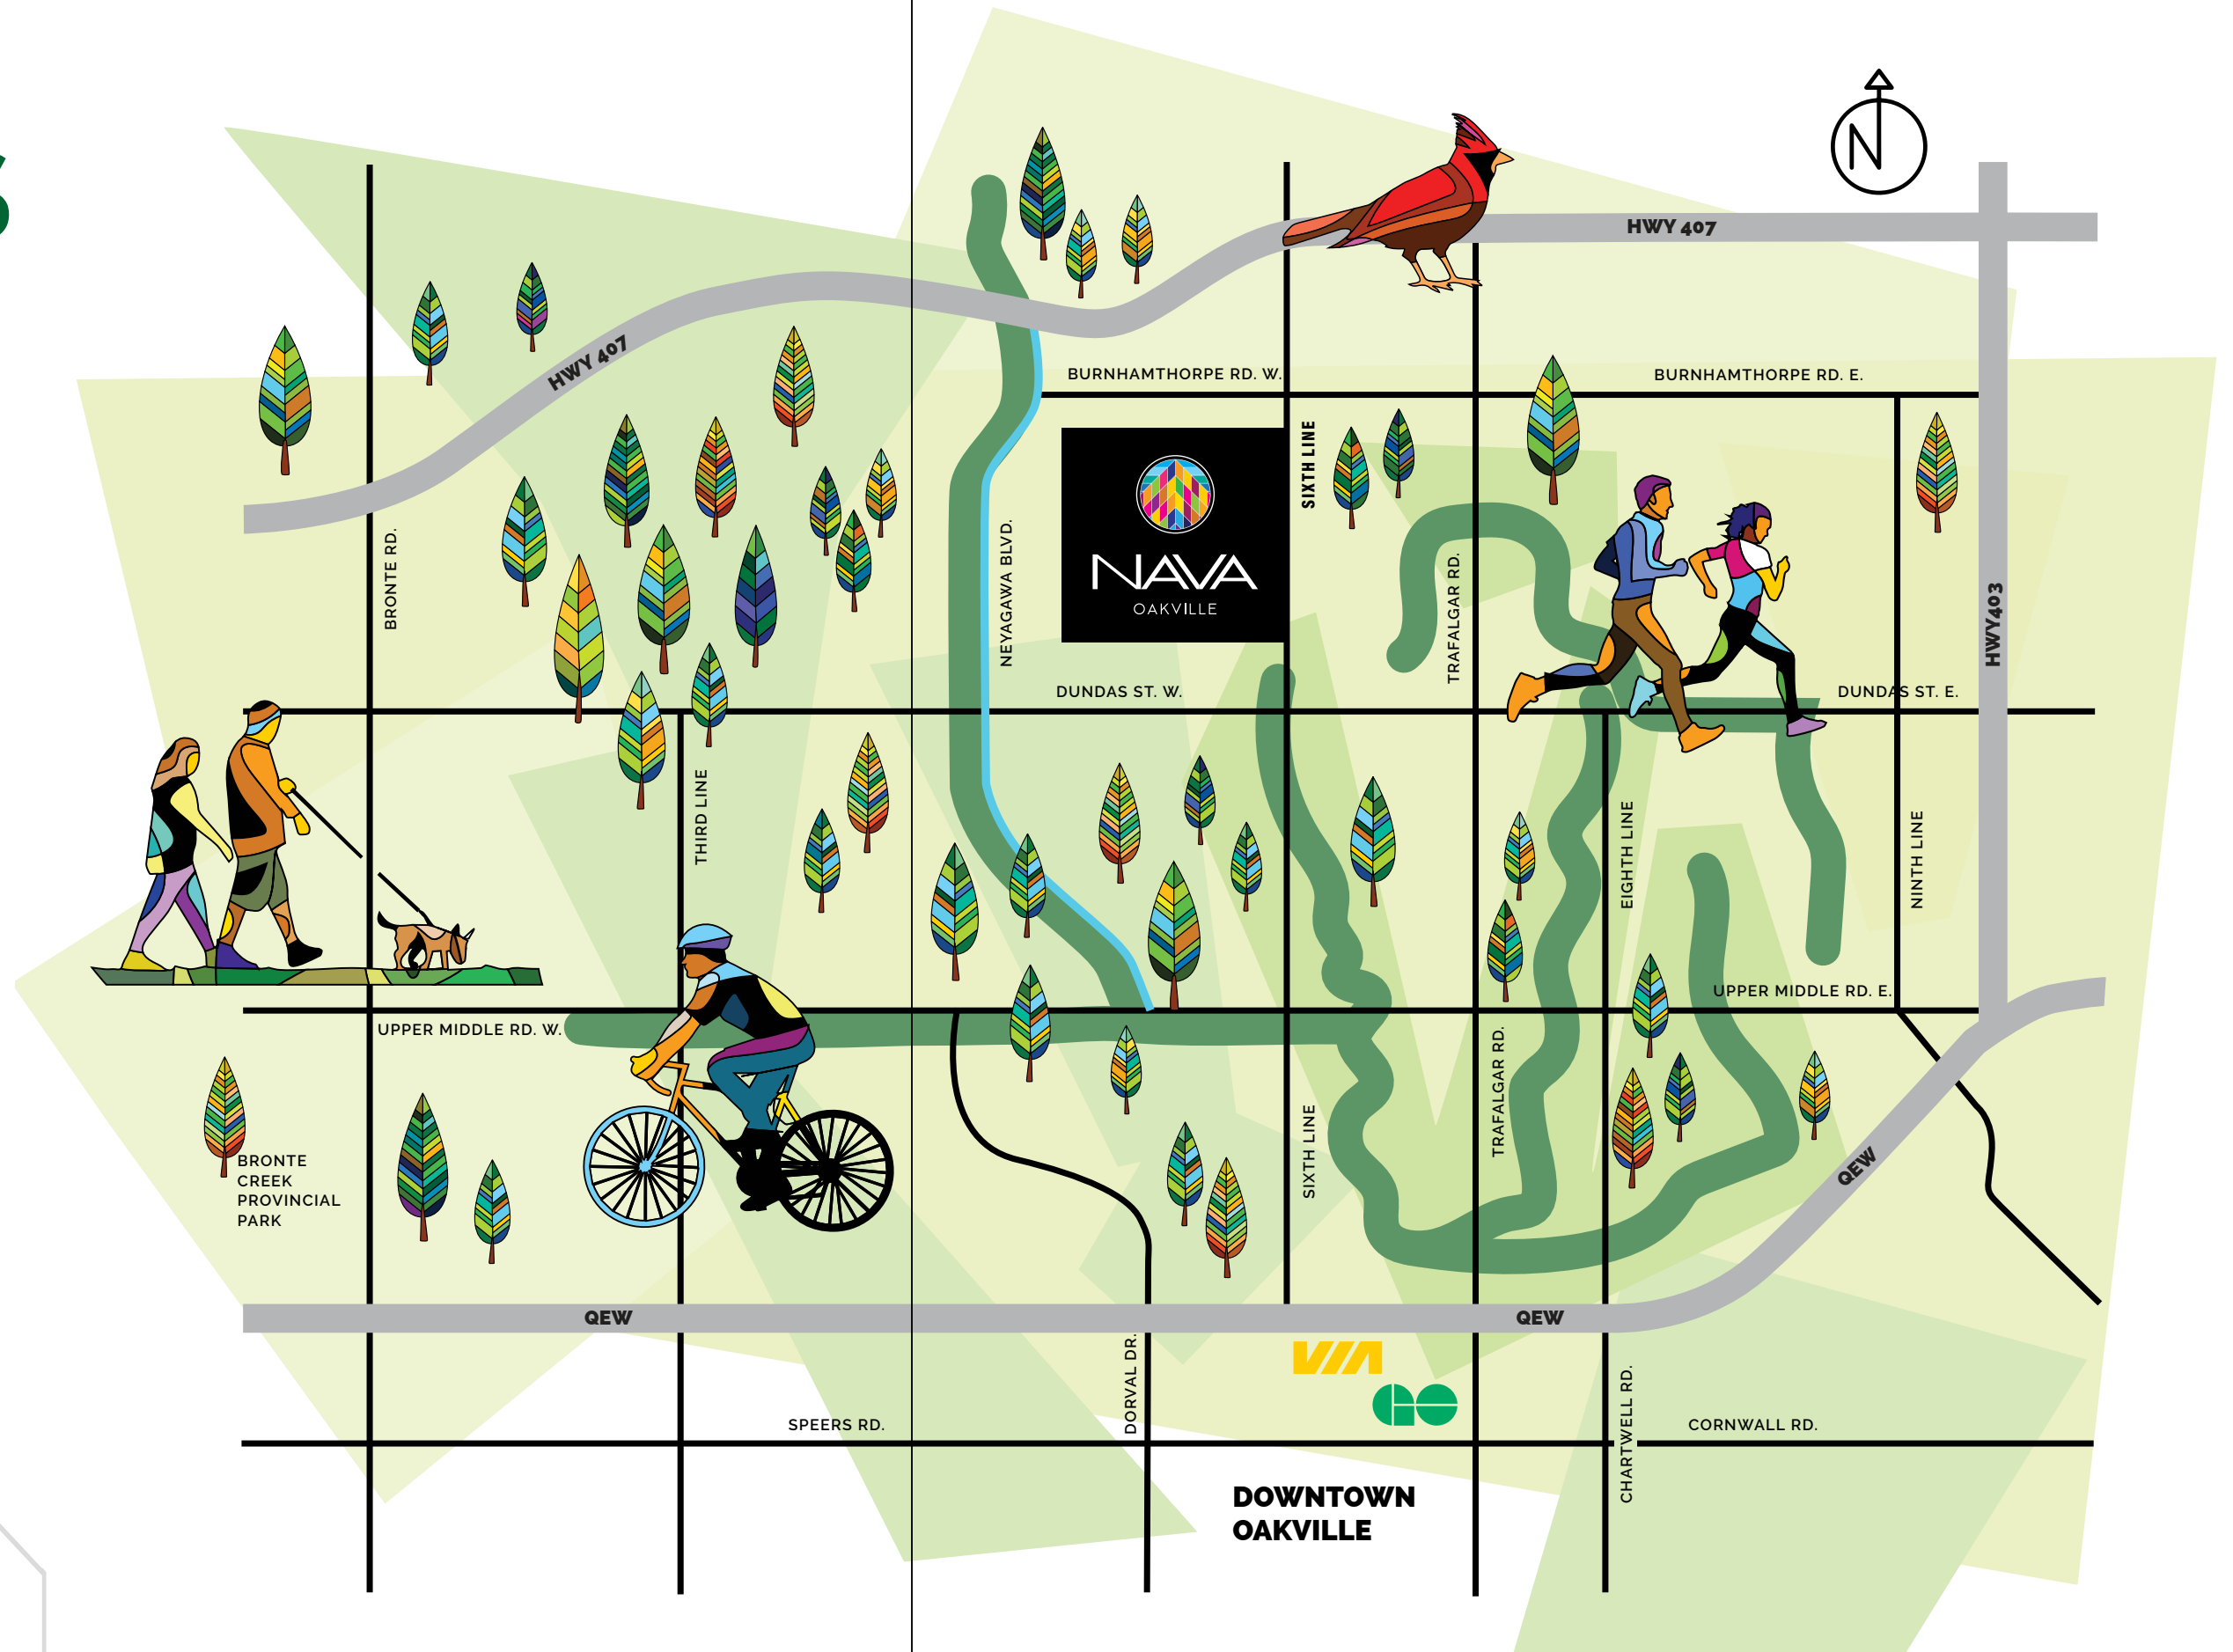 N
HWY 407
HWY 407
BURNHAMTHORPE RD. W.
BURNHAMTHORPE RD. E.
SIXTH LINE
NAVA
OAKVILLE
BRONTE RD.
NEYAGAWA BLVD.
TRAFALGAR RD.
HWY403
DUNDAS ST. W.
DUNDAS ST. E.
THIRD LINE
EIGHTH LINE
NINTH LINE
UPPER MIDDLE RD. E.
UPPER MIDDLE RD. W.
TRAFALGAR RD.
SIXTH LINE
BRONTE
CREEK
PROVINCIAL
PARK
QEW
QEW
QEW
VIA
GO
DORVAL DR.
CHARTWELL RD.
SPEERS RD.
CORNWALL RD.
DOWNTOWN
OAKVILLE